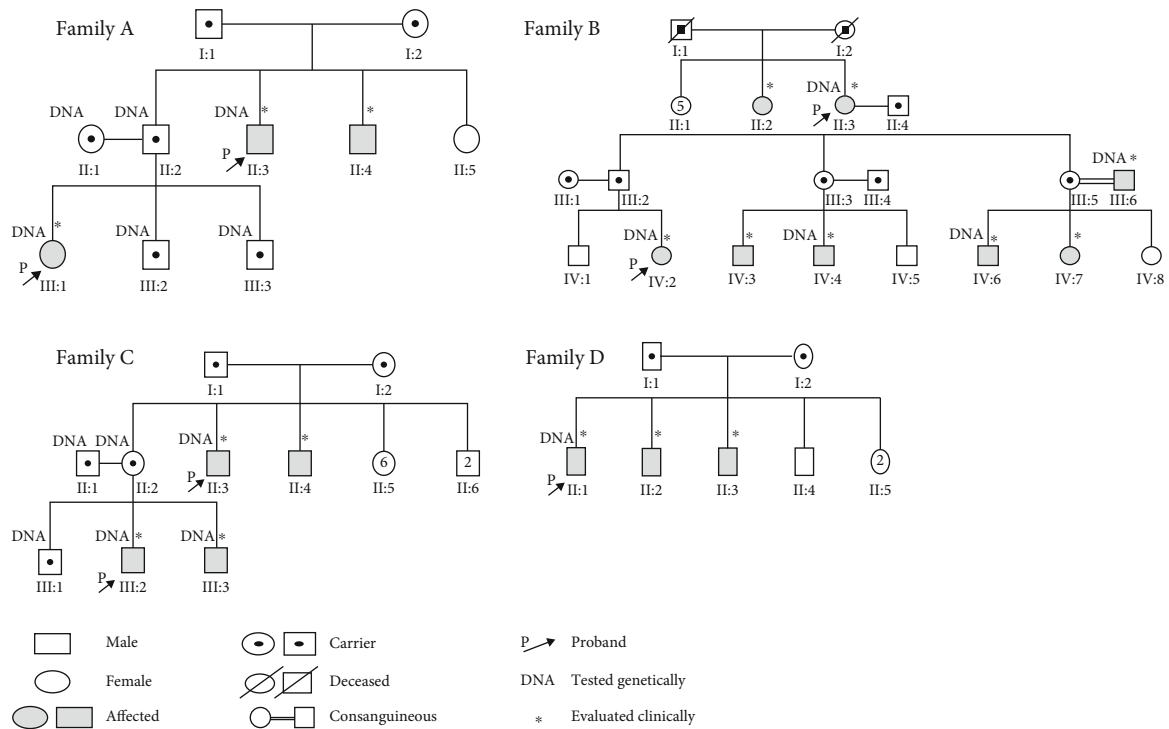 Family A
I:1
I:2
DNA
DNA
DNA
*
*
P
II:1
II:2
II:3
II:4
II:5
DNA
*
DNA
DNA
P
III:1
III:2
III:3
Family B
I:1
I:2
*
DNA
*
5
P
II:1
II:2
II:3
II:4
DNA *
III:1
III:2
III:3
III:4
III:5
III:6
DNA
*
*
DNA
*
DNA
*
*
P
IV:1
IV:2
IV:3
IV:4
IV:5
IV:6
IV:7
IV:8
Family C
I:1
I:2
DNA
DNA
DNA
*
*
6
2
P
II:1
II:2
II:3
II:4
II:5
II:6
DNA
DNA
*
DNA
*
P
III:1
III:2
III:3
Family D
I:1
I:2
DNA
*
*
*
2
P
II:1
II:2
II:3
II:4
II:5
Male
Carrier
P
Proband
Female
Deceased
DNA
Tested genetically
Affected
Consanguineous
*
Evaluated clinically